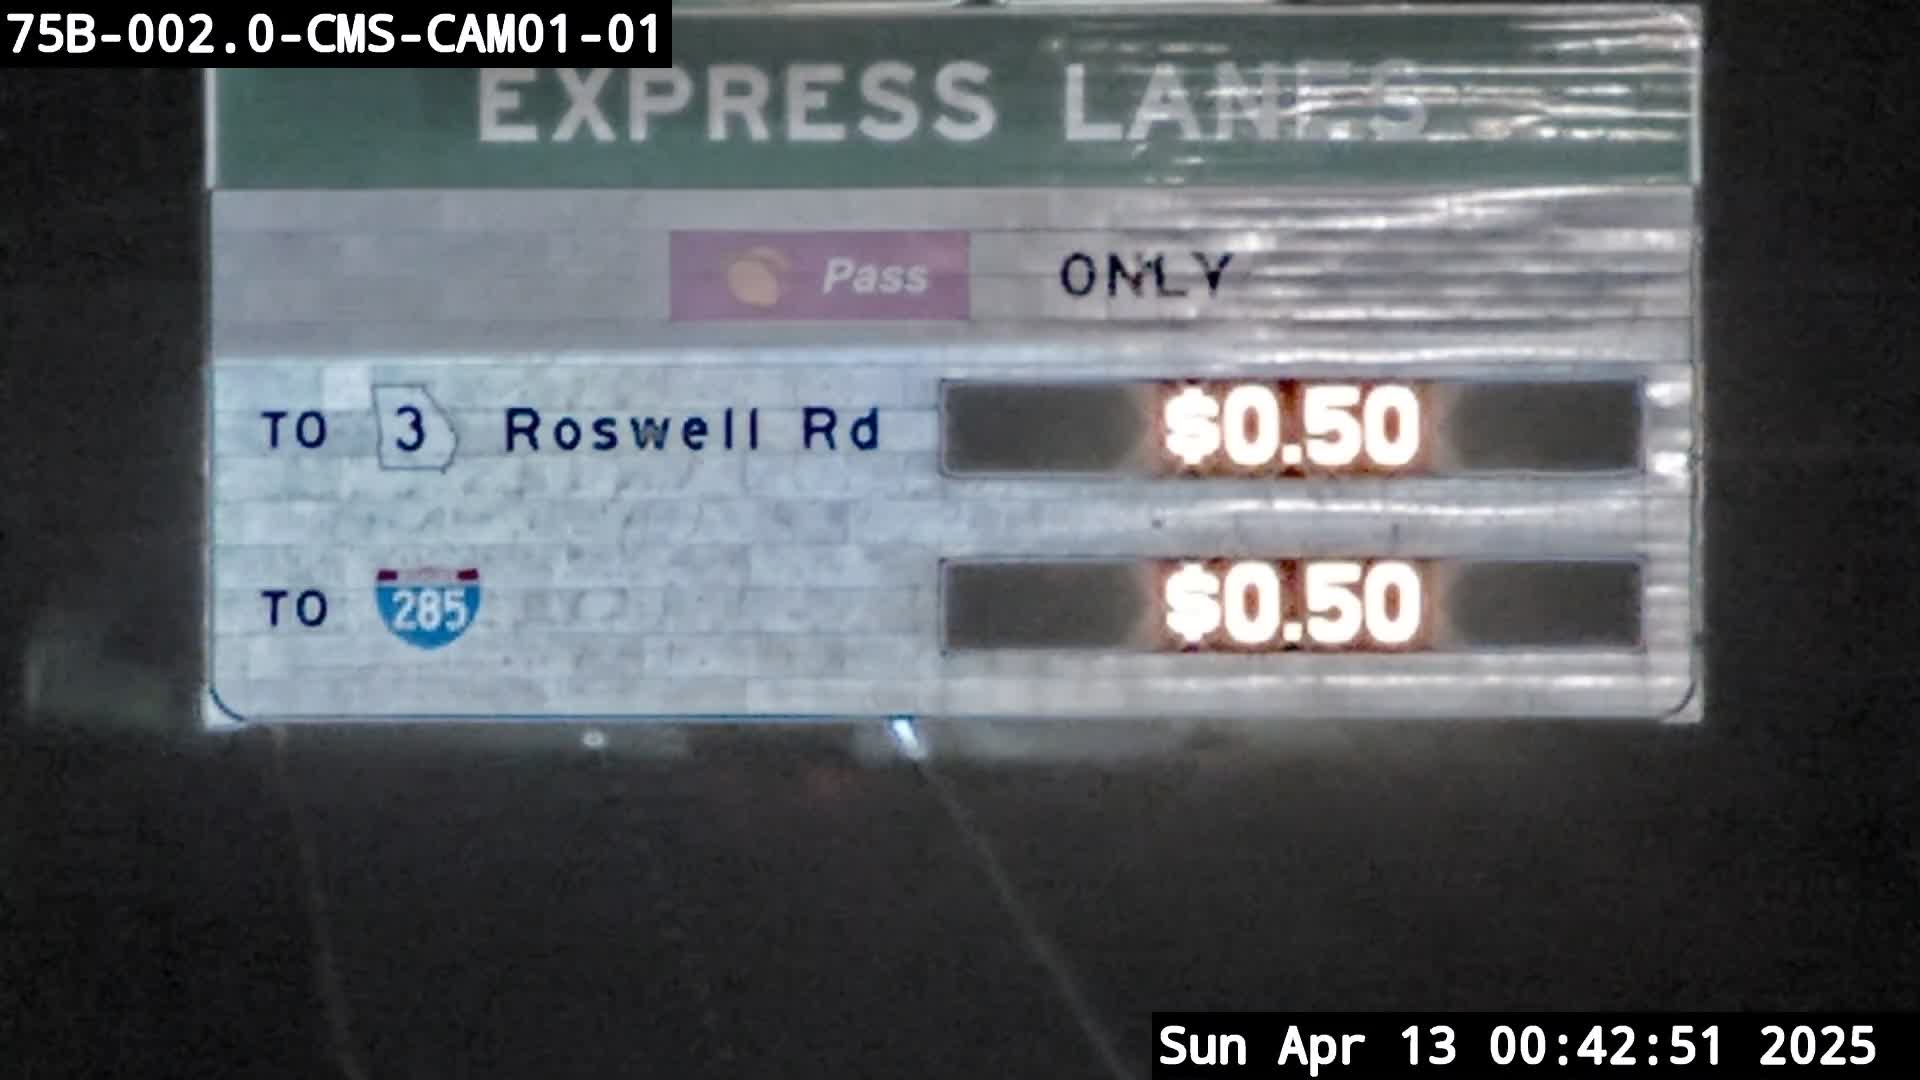 75B-002.0-CMS-CAM01-01
EXPRESS LANES
Pass ONLY
TO 3 Roswell Rd $0.50
TO 285 $0.50
Sun Apr 13 00:42:51 2025